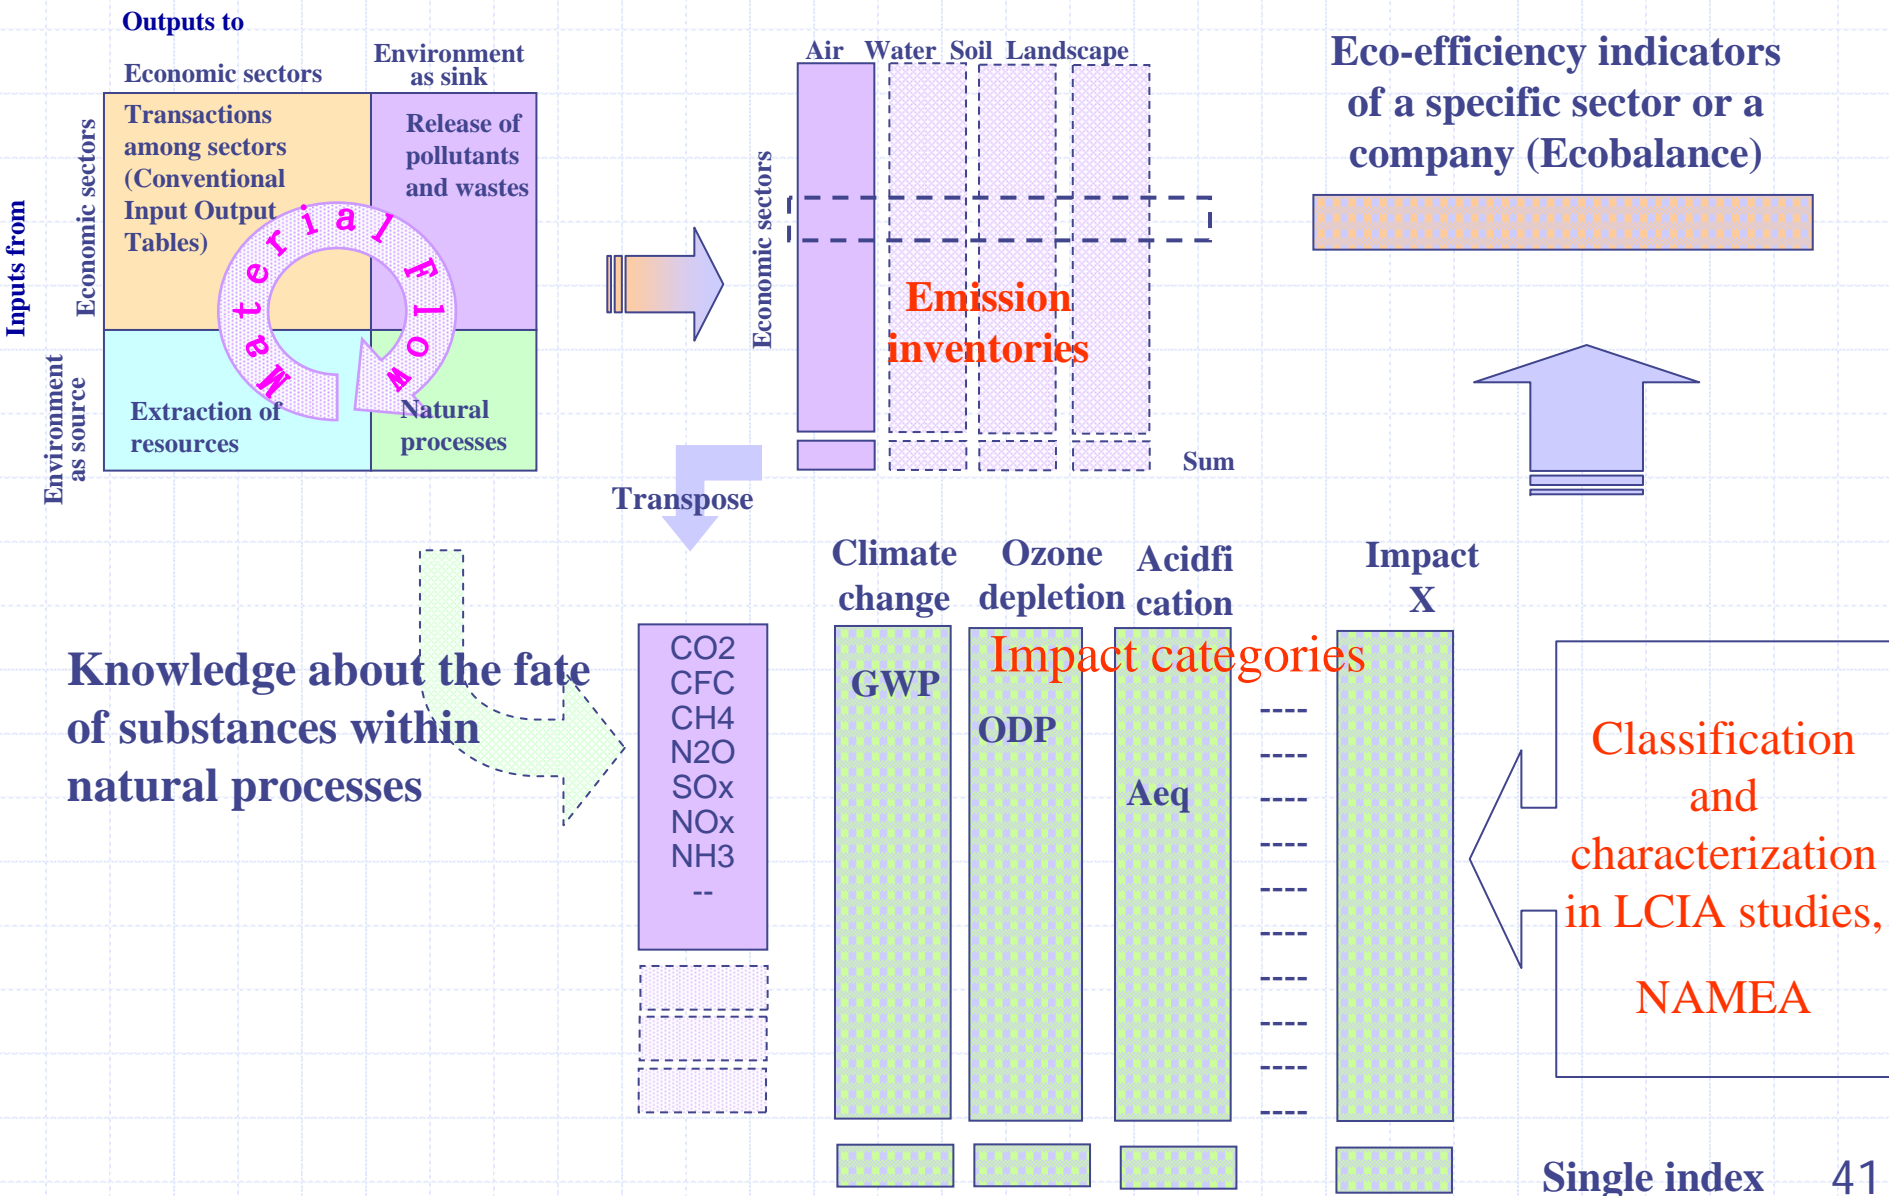 Outputs to
Economic sectors
Environment
as sink
Inputs from
Economic sectors
Environment
as source
Transactions
among sectors
(Conventional
Input Output
Tables)
Release of
pollutants
and wastes
Material Flow
Extraction of
resources
Natural
processes
Air Water Soil Landscape
Economic sectors
Emission
inventories
Sum
Eco-efficiency indicators
of a specific sector or a
company (Ecobalance)
Transpose
Knowledge about the fate
of substances within
natural processes
CO2
CFC
CH4
N2O
SOx
NOx
NH3
--
Climate
change
Ozone
depletion
Acidfi
cation
Impact
X
Impact categories
GWP
ODP
Aeq
Classification
and
characterization
in LCIA studies,
NAMEA
Single index
41